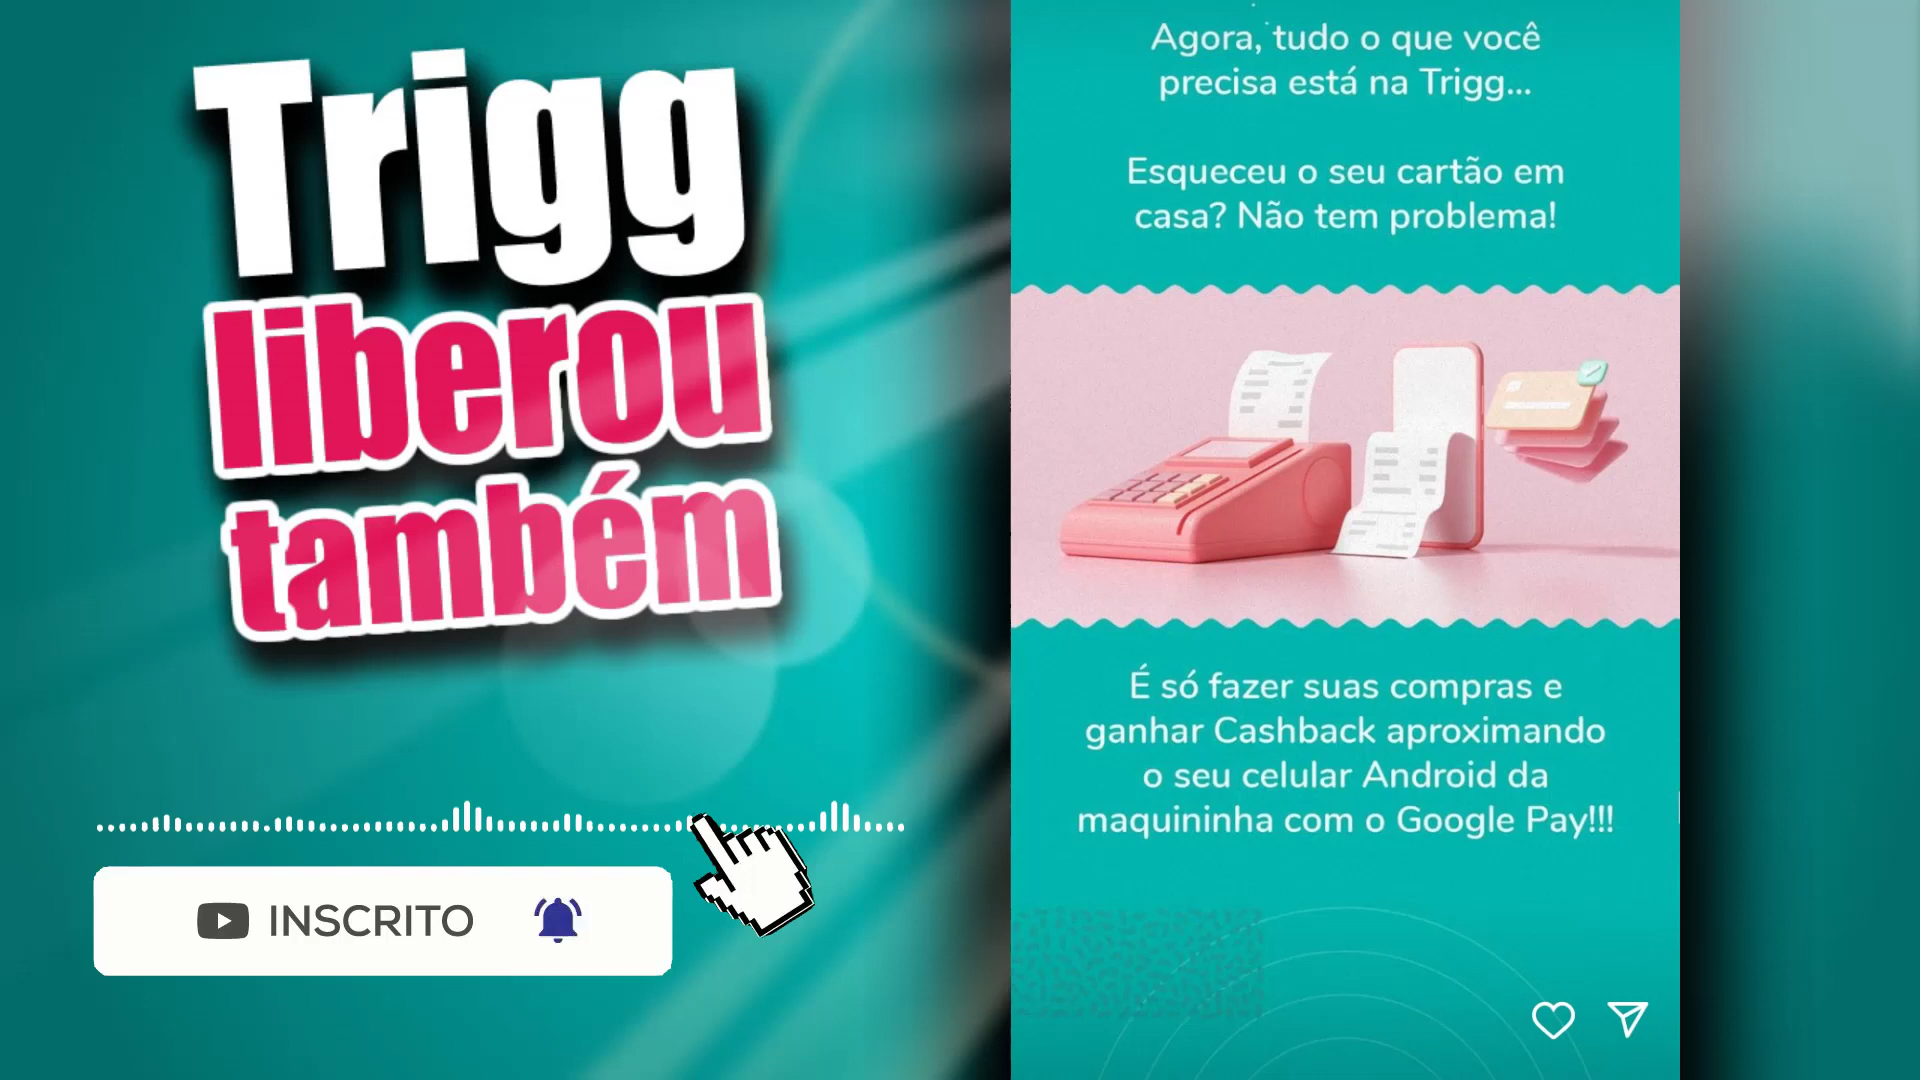 Trigg
liberou
também
INSCRITO
Agora, tudo o que você
precisa está na Trigg...
Esqueceu o seu cartão em
casa? Não tem problema!
É só fazer suas compras e
ganhar Cashback aproximando
o seu celular Android da
maquininha com o Google Pay!!!